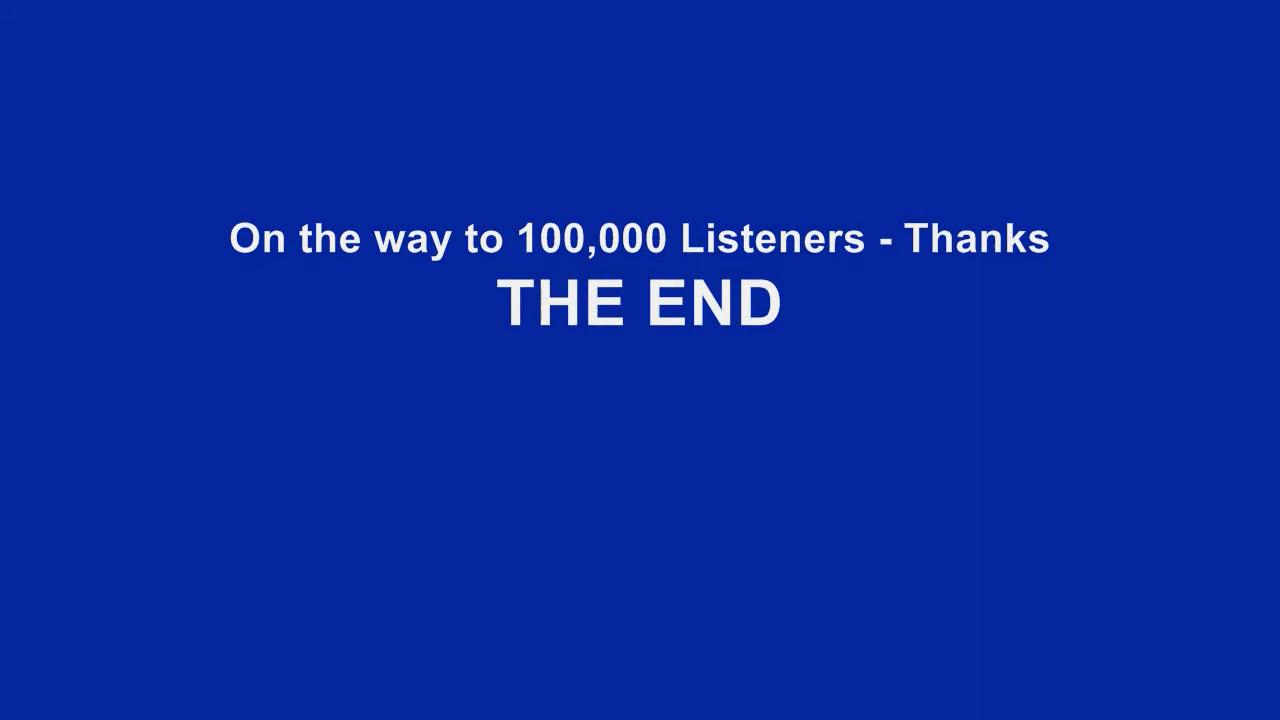 On the way to 100,000 Listeners - Thanks
THE END